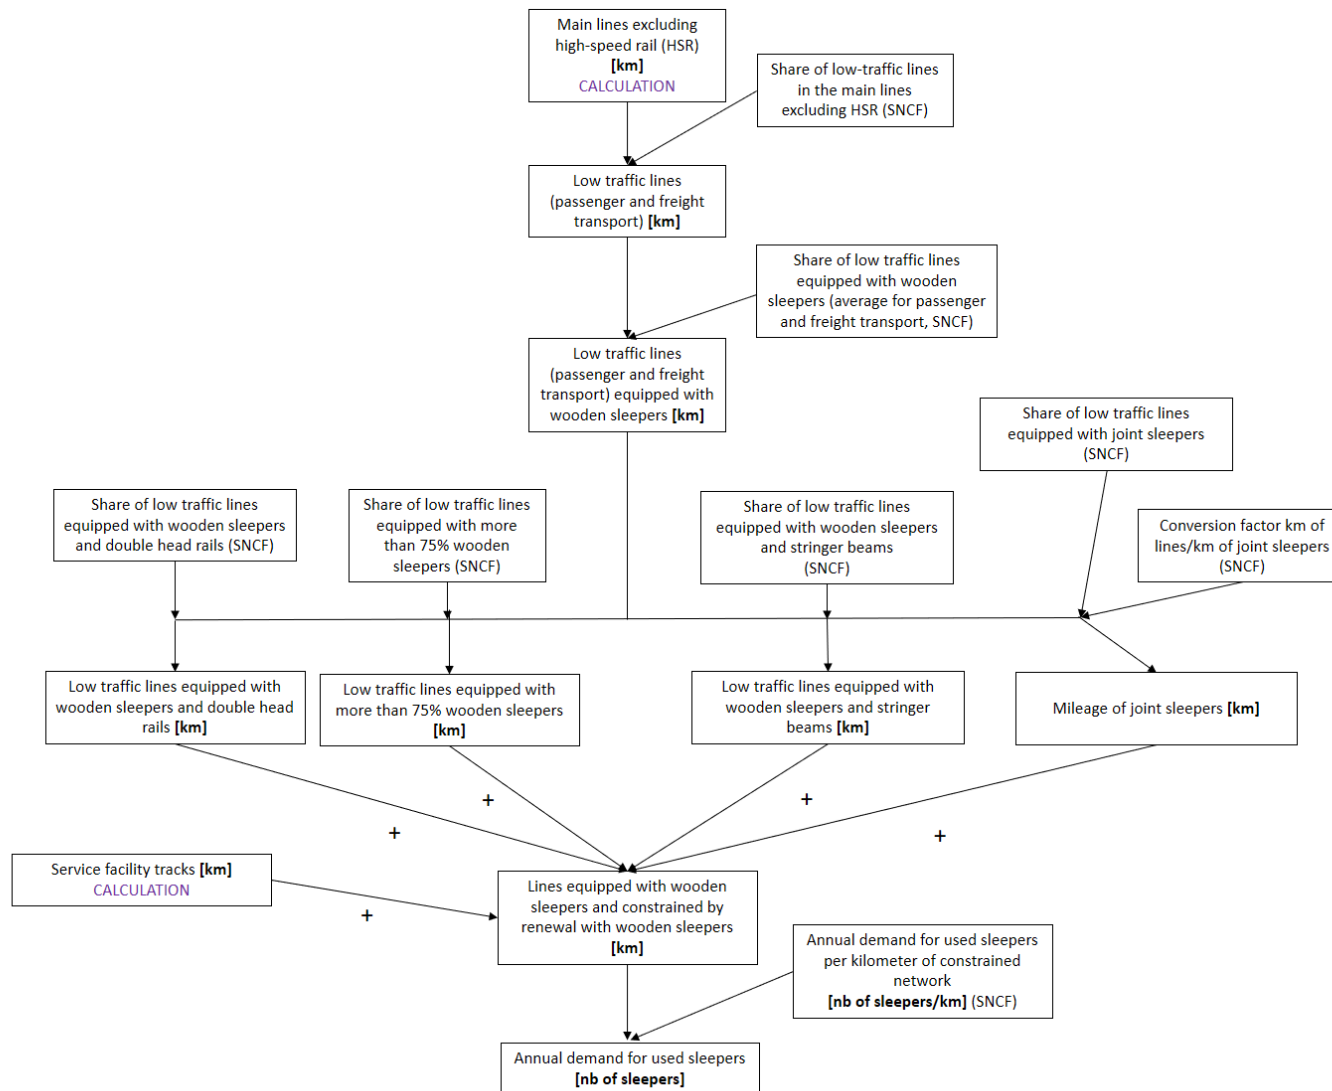 Main lines excluding
high-speed rail (HSR)
[km]
CALCULATION
Share of low-traffic lines
in the main lines
excluding HSR (SNCF)
Low traffic lines
(passenger and freight
transport) [km]
Share of low traffic lines
equipped with wooden
sleepers (average for passenger
and freight transport, SNCF)
Low traffic lines
(passenger and freight
transport) equipped with
wooden sleepers [km]
Share of low traffic lines
equipped with joint sleepers
(SNCF)
Share of low traffic lines
equipped with wooden sleepers
and double head rails (SNCF)
Share of low traffic lines
equipped with more
than 75% wooden
sleepers (SNCF)
Share of low traffic lines
equipped with wooden sleepers
and stringer beams
(SNCF)
Conversion factor km of
lines/km of joint sleepers
(SNCF)
Low traffic lines equipped with
wooden sleepers and double head
rails [km]
Low traffic lines equipped with
more than 75% wooden sleepers
[km]
Low traffic lines equipped with
wooden sleepers and stringer
beams [km]
Mileage of joint sleepers [km]
+
+
+
+
Service facility tracks [km]
CALCULATION
+
Lines equipped with wooden
sleepers and constrained by
renewal with wooden sleepers
[km]
Annual demand for used sleepers
per kilometer of constrained
network
[nb of sleepers/km] (SNCF)
Annual demand for used sleepers
[nb of sleepers]